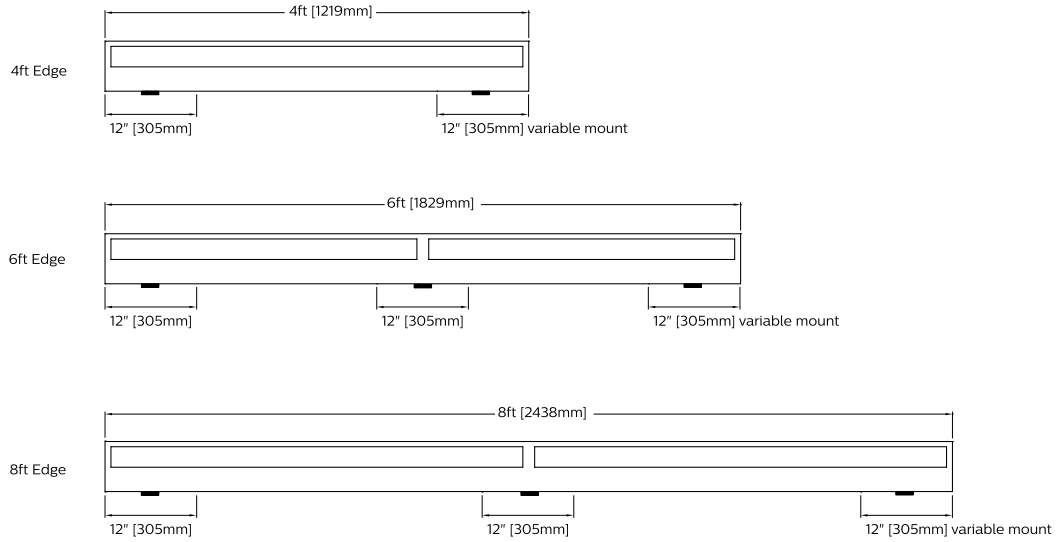 4ft [1219mm]
4ft Edge
12" [305mm]
12" [305mm] variable mount
6ft [1829mm]
6ft Edge
12" [305mm]
12" [305mm]
12" [305mm] variable mount
8ft [2438mm]
8ft Edge
12" [305mm]
12" [305mm]
12" [305mm] variable mount